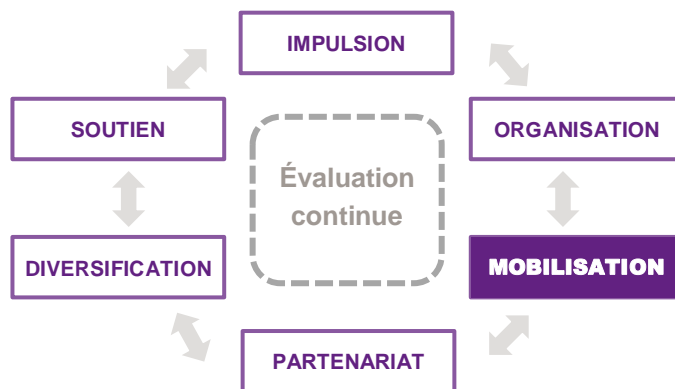 IMPULSION
SOUTIEN
ORGANISATION
Évaluation
continue
DIVERSIFICATION
MOBILISATION
PARTENARIAT